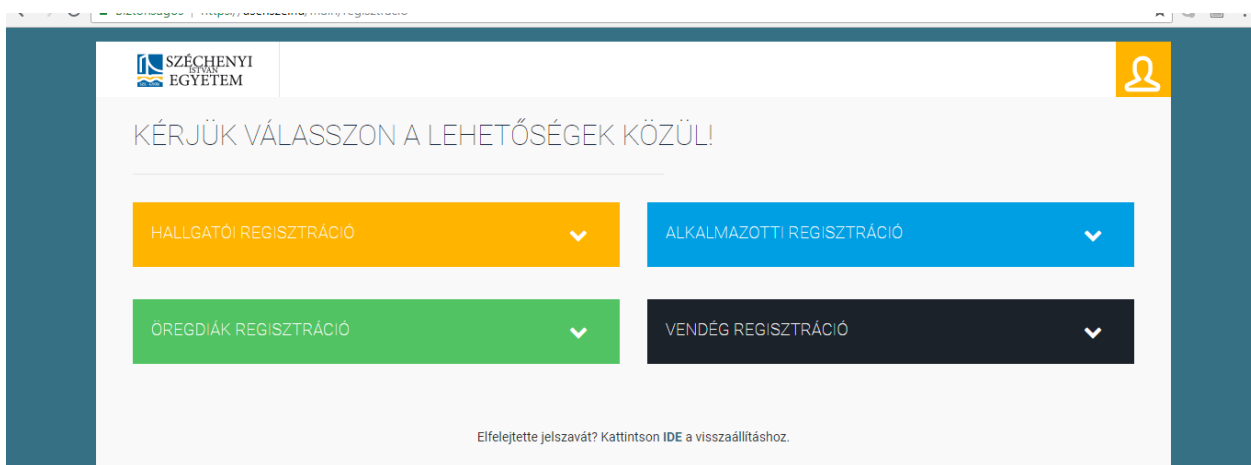 SZÉCHENYI
ISTVÁN
EGYETEM
KÉRJÜK VÁLASSZON A LEHETŐSÉGEK KÖZÜL!
HALLGATÓI REGISZTRÁCIÓ
ALKALMAZOTTI REGISZTRÁCIÓ
ÖREGDIÁK REGISZTRÁCIÓ
VENDÉG REGISZTRÁCIÓ
Elfelejtette jelszavát? Kattintson IDE a visszaállításhoz.